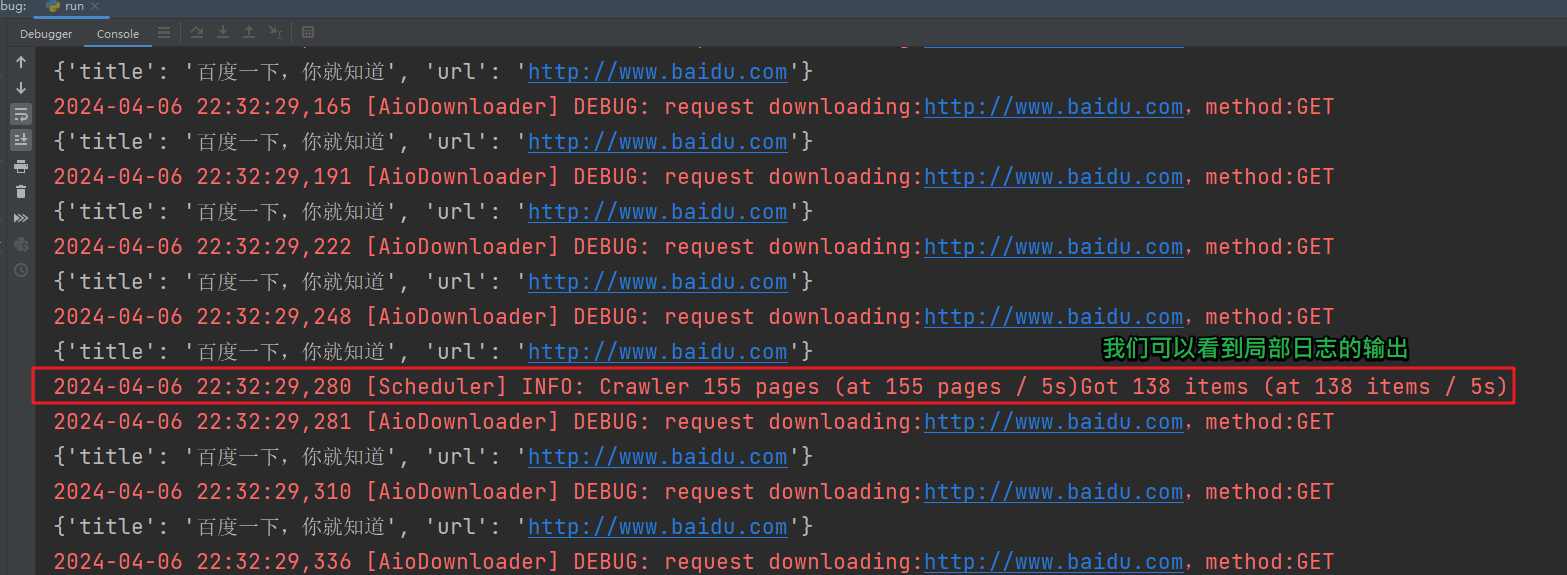 bug: run
Debugger Console
{'title': '百度一下，你就知道', 'url': 'http://www.baidu.com'}
2024-04-06 22:32:29,165 [AioDownloader] DEBUG: request downloading:http://www.baidu.com，method:GET
{'title': '百度一下，你就知道', 'url': 'http://www.baidu.com'}
2024-04-06 22:32:29,191 [AioDownloader] DEBUG: request downloading:http://www.baidu.com，method:GET
{'title': '百度一下，你就知道', 'url': 'http://www.baidu.com'}
2024-04-06 22:32:29,222 [AioDownloader] DEBUG: request downloading:http://www.baidu.com，method:GET
{'title': '百度一下，你就知道', 'url': 'http://www.baidu.com'}
2024-04-06 22:32:29,248 [AioDownloader] DEBUG: request downloading:http://www.baidu.com，method:GET
我们可以看到局部日志的输出
{'title': '百度一下，你就知道', 'url': 'http://www.baidu.com'}
2024-04-06 22:32:29,280 [Scheduler] INFO: Crawler 155 pages (at 155 pages / 5s)Got 138 items (at 138 items / 5s)
2024-04-06 22:32:29,281 [AioDownloader] DEBUG: request downloading:http://www.baidu.com，method:GET
{'title': '百度一下，你就知道', 'url': 'http://www.baidu.com'}
2024-04-06 22:32:29,310 [AioDownloader] DEBUG: request downloading:http://www.baidu.com，method:GET
{'title': '百度一下，你就知道', 'url': 'http://www.baidu.com'}
2024-04-06 22:32:29,336 [AioDownloader] DEBUG: request downloading:http://www.baidu.com，method:GET